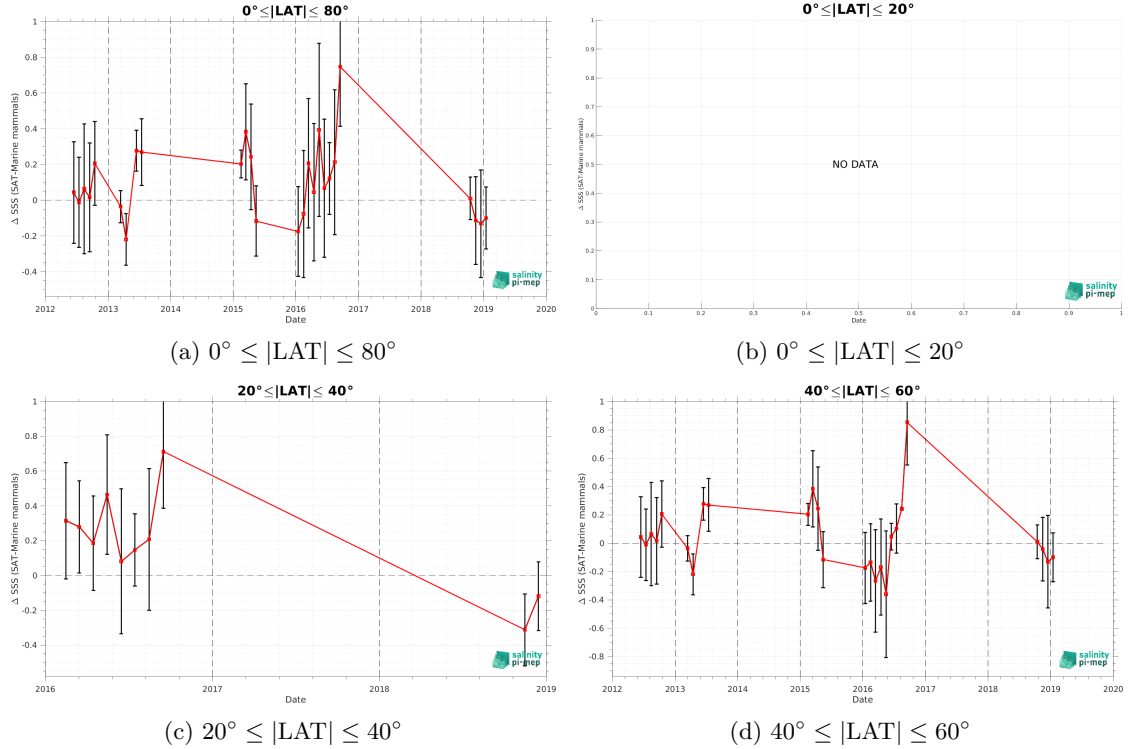 0°≤|LAT|≤ 80°
1
0.8
0.6
0.4
0.2
0
-0.2
-0.4
Δ SSS (SAT-Marine mammals)
2012 2013 2014 2015 2016 2017 2018 2019 2020
Date
salinity
pi-mep
(a) 0° ≤ |LAT| ≤ 80°
0°≤|LAT|≤ 20°
1
0.9
0.8
0.7
0.6
0.5
0.4
0.3
0.2
0.1
0
Δ SSS (SAT-Marine mammals)
NO DATA
0 0.1 0.2 0.3 0.4 0.5 0.6 0.7 0.8 0.9 1
Date
salinity
pi-mep
(b) 0° ≤ |LAT| ≤ 20°
20°≤|LAT|≤ 40°
1
0.8
0.6
0.4
0.2
0
-0.2
-0.4
Δ SSS (SAT-Marine mammals)
2016 2017 2018 2019
Date
salinity
pi-mep
(c) 20° ≤ |LAT| ≤ 40°
40°≤|LAT|≤ 60°
1
0.8
0.6
0.4
0.2
0
-0.2
-0.4
-0.6
-0.8
Δ SSS (SAT-Marine mammals)
2012 2013 2014 2015 2016 2017 2018 2019 2020
Date
salinity
pi-mep
(d) 40° ≤ |LAT| ≤ 60°